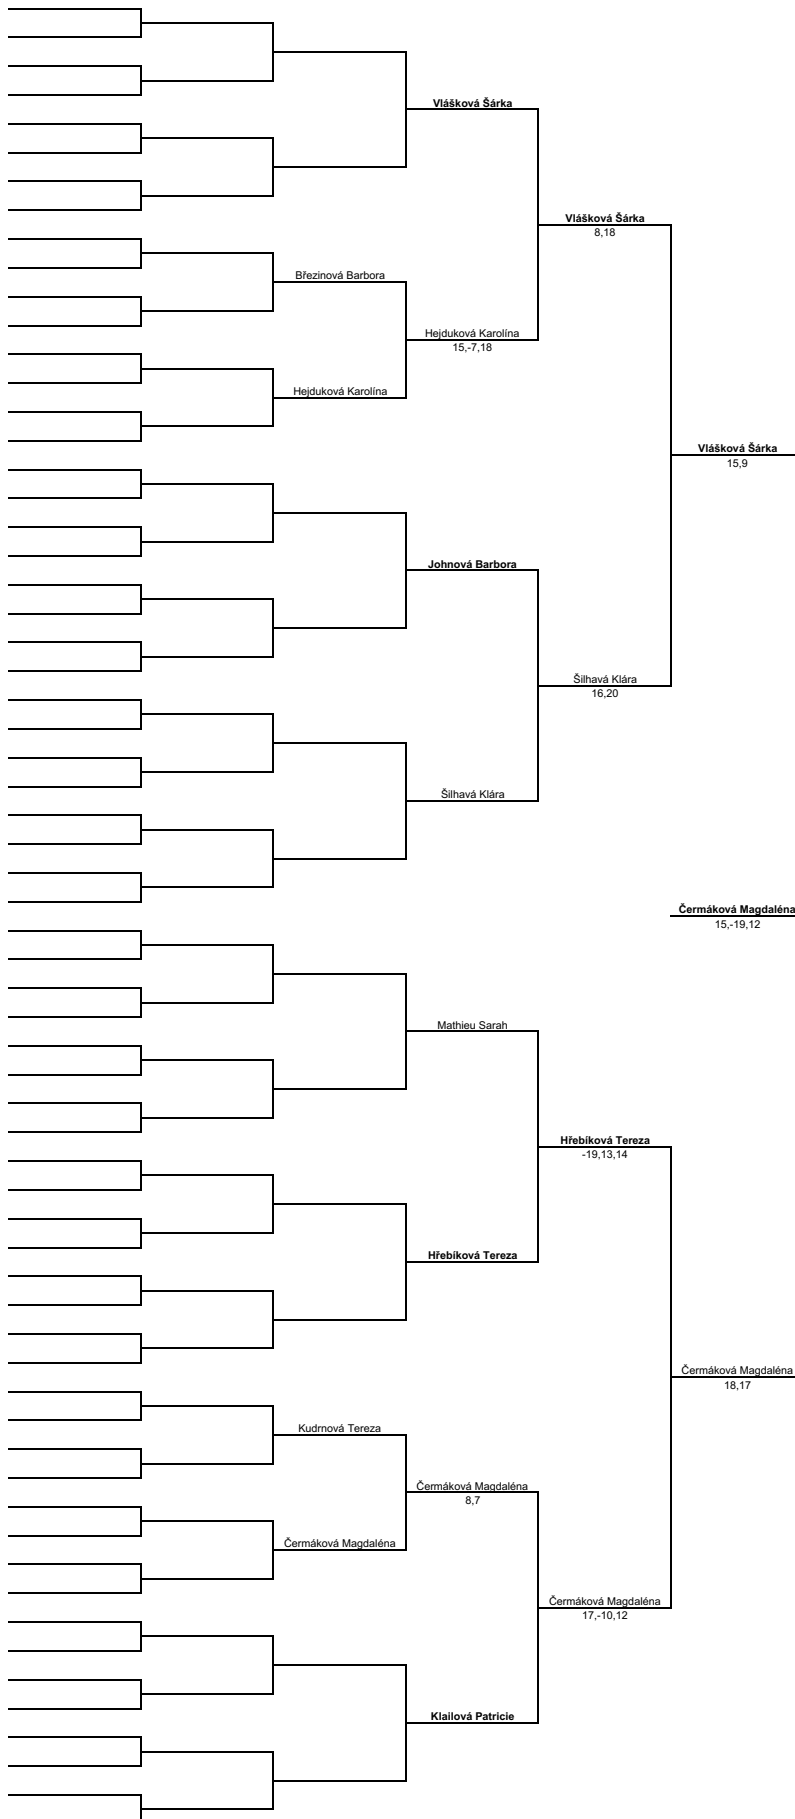 Vlášková Šárka
Vlášková Šárka
8,18
Březinová Barbora
Hejduková Karolína
15,-7,18
Hejduková Karolína
Vlášková Šárka
15,9
Johnová Barbora
Šilhavá Klára
16,20
Šilhavá Klára
Čermáková Magdaléna
15,-19,12
Mathieu Sarah
Hřebíková Tereza
-19,13,14
Hřebíková Tereza
Čermáková Magdaléna
18,17
Kudrnová Tereza
Čermáková Magdaléna
8,7
Čermáková Magdaléna
Čermáková Magdaléna
17,-10,12
Klailová Patricie